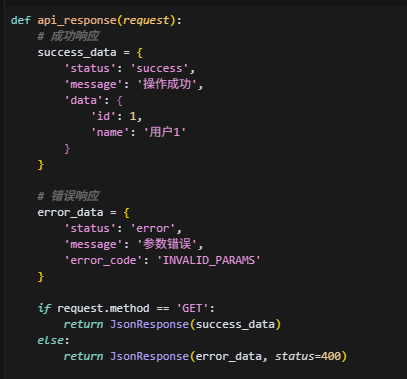 def api_response(request):
    # 成功响应
    success_data = {
        'status': 'success',
        'message': '操作成功',
        'data': {
            'id': 1,
            'name': '用户1'
        }
    }

    # 错误响应
    error_data = {
        'status': 'error',
        'message': '参数错误',
        'error_code': 'INVALID_PARAMS'
    }

    if request.method == 'GET':
        return JsonResponse(success_data)
    else:
        return JsonResponse(error_data, status=400)